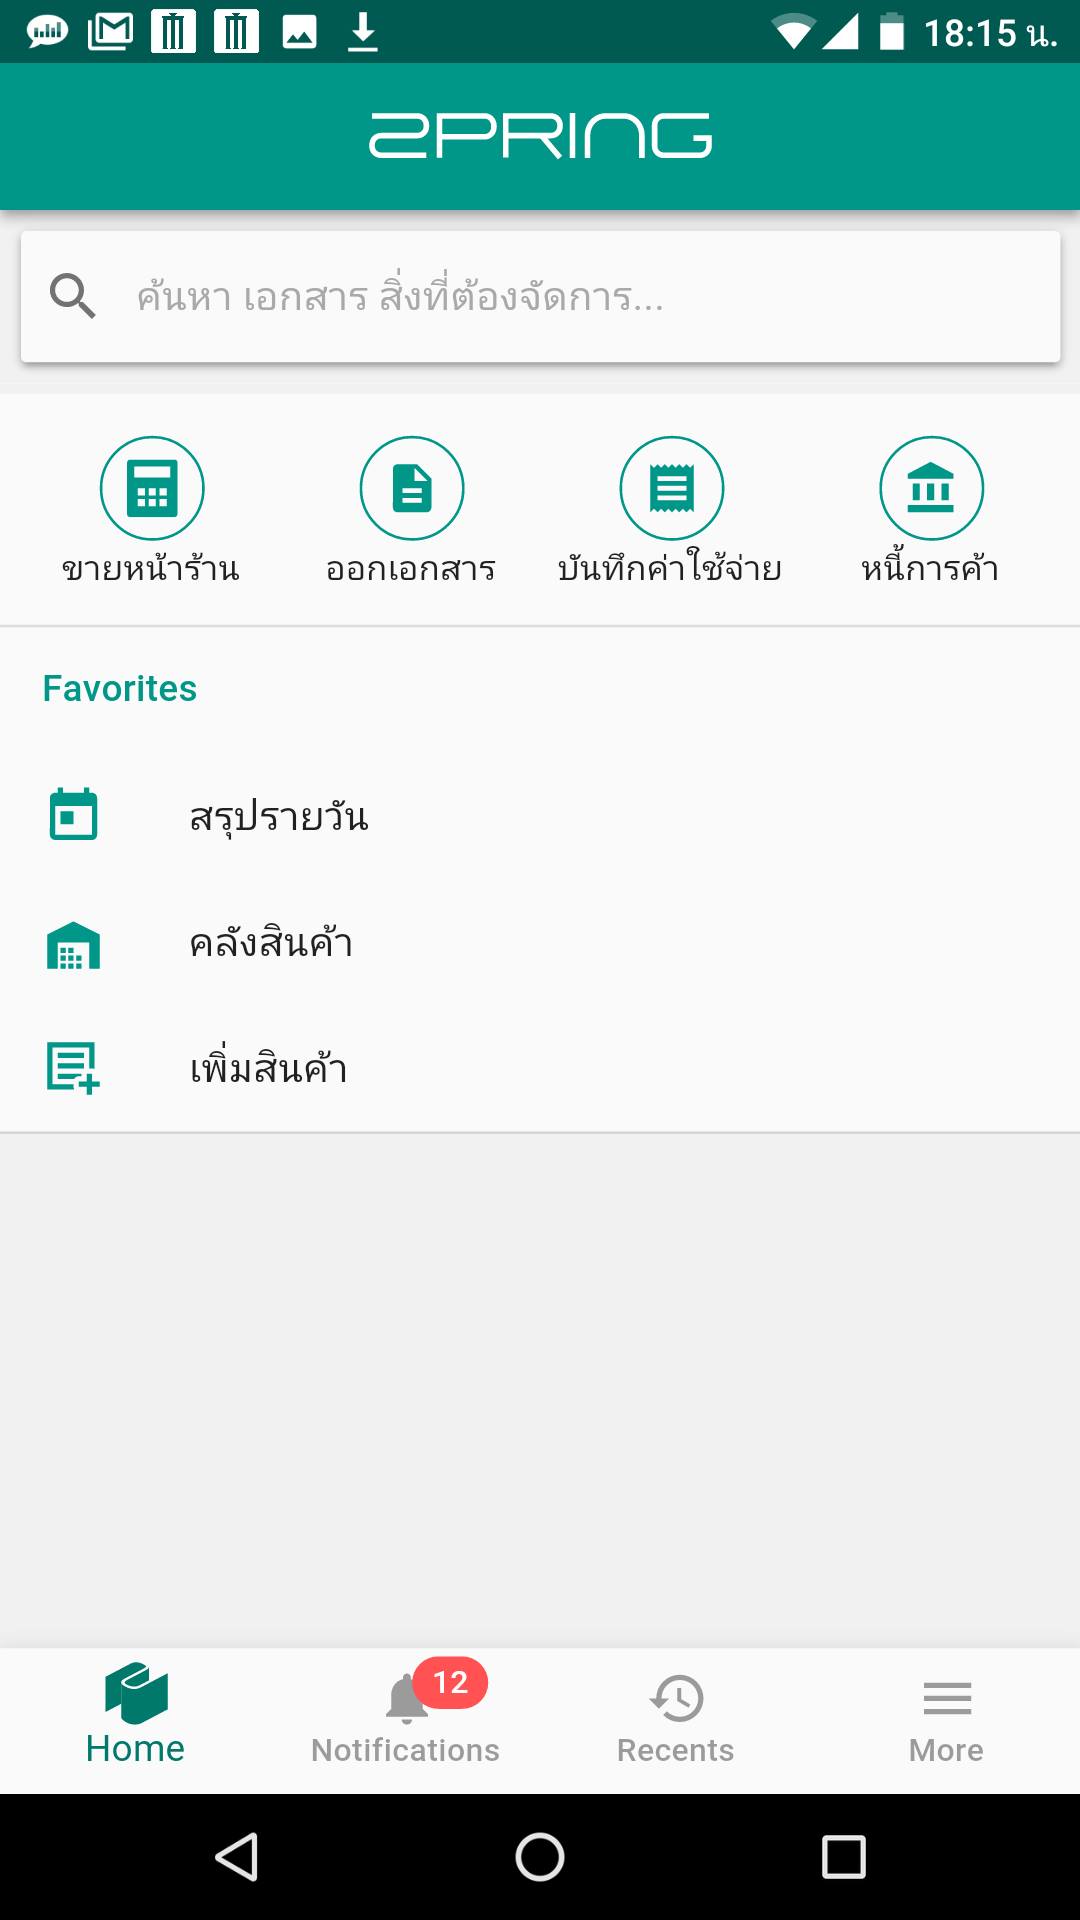 18:15 น.
2PRING
ค้นหา เอกสาร สิ่งที่ต้องจัดการ...
ขายหน้าร้าน ออกเอกสาร บันทึกค่าใช้จ่าย หนี้การค้า
Favorites
สรุปรายวัน
คลังสินค้า
เพิ่มสินค้า
12
Home Notifications Recents More